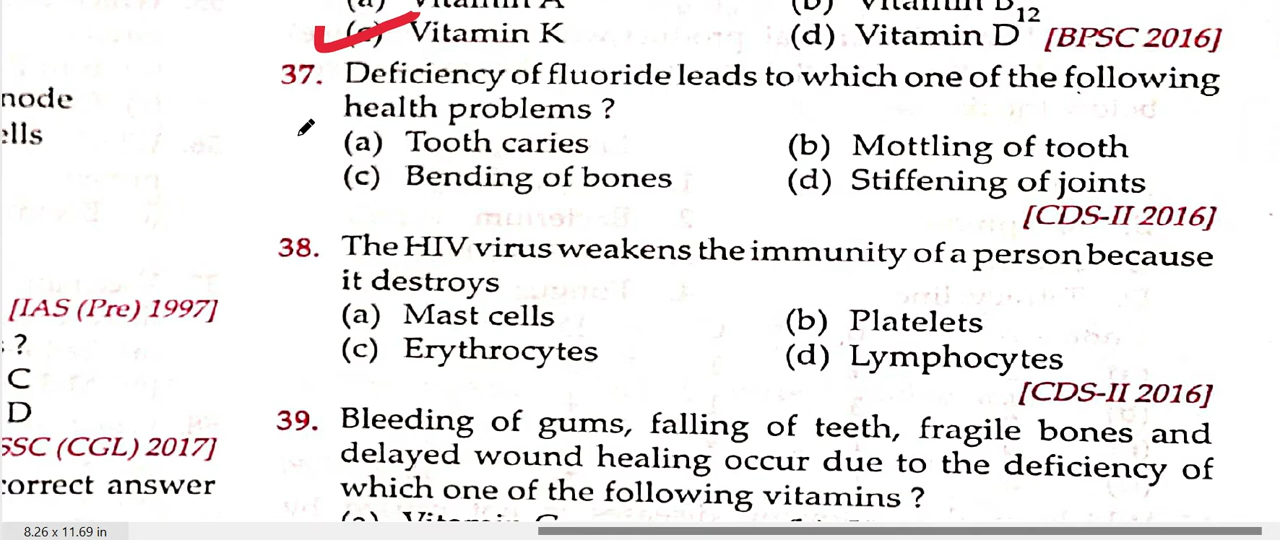 12
(c) Vitamin K (d) Vitamin D [BPSC 2016]
37. Deficiency of fluoride leads to which one of the following
health problems ?
(a) Tooth caries (b) Mottling of tooth
(c) Bending of bones (d) Stiffening of joints
[CDS-II 2016]
38. The HIV virus weakens the immunity of a person because
it destroys
(a) Mast cells (b) Platelets
(c) Erythrocytes (d) Lymphocytes
[CDS-II 2016]
39. Bleeding of gums, falling of teeth, fragile bones and
delayed wound healing occur due to the deficiency of
which one of the following vitamins ?
node
ells
[IAS (Pre) 1997]
?
C
D
SSC (CGL) 2017]
correct answer
8.26 x 11.69 in